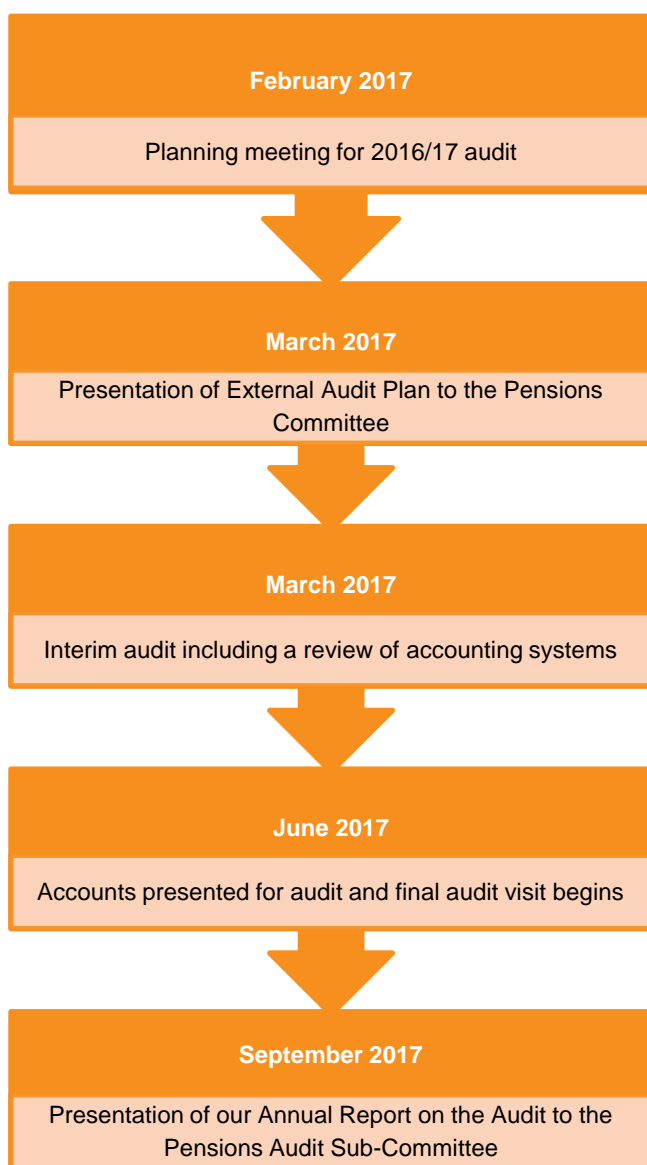 February 2017
Planning meeting for 2016/17 audit
March 2017
Presentation of External Audit Plan to the Pensions
Committee
March 2017
Interim audit including a review of accounting systems
June 2017
Accounts presented for audit and final audit visit begins
September 2017
Presentation of our Annual Report on the Audit to the
Pensions Audit Sub-Committee